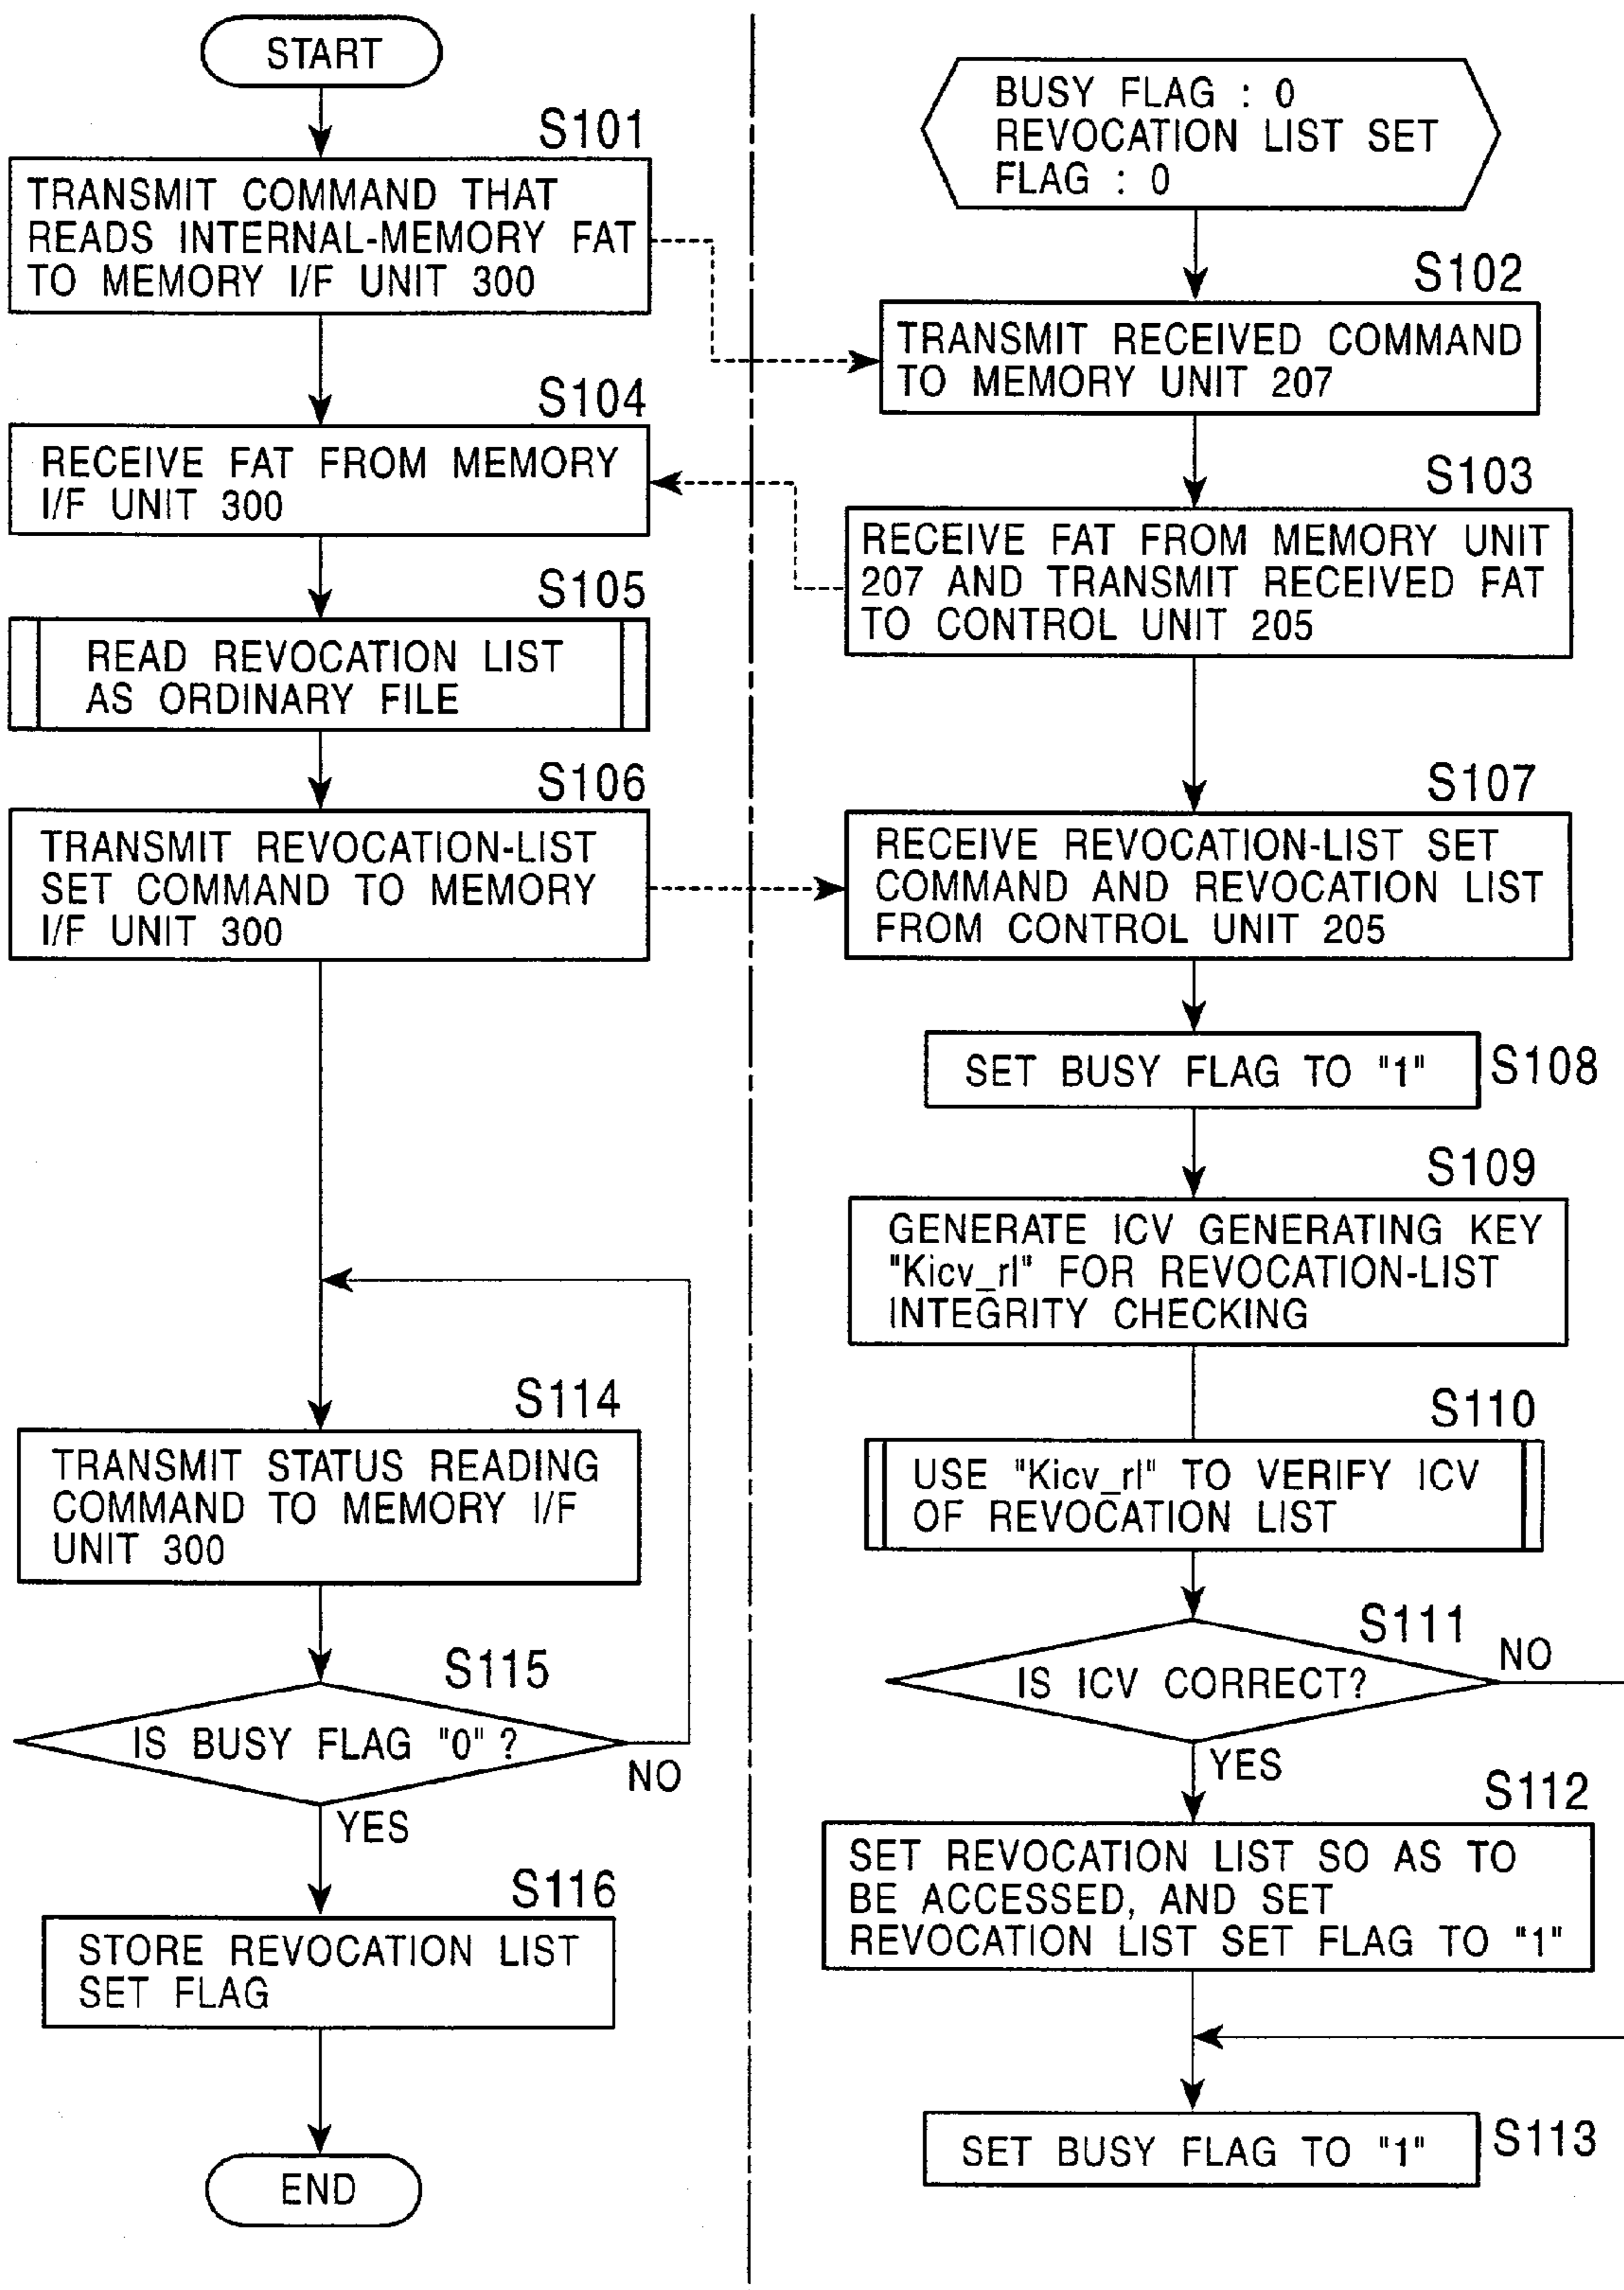 START
S101
TRANSMIT COMMAND THAT
READS INTERNAL-MEMORY FAT
TO MEMORY I/F UNIT 300
S104
RECEIVE FAT FROM MEMORY
I/F UNIT 300
S105
READ REVOCATION LIST
AS ORDINARY FILE
S106
TRANSMIT REVOCATION-LIST
SET COMMAND TO MEMORY
I/F UNIT 300
S114
TRANSMIT STATUS READING
COMMAND TO MEMORY I/F
UNIT 300
S115
IS BUSY FLAG "0" ?
NO
YES
S116
STORE REVOCATION LIST
SET FLAG
END
BUSY FLAG : 0
REVOCATION LIST SET
FLAG : 0
S102
TRANSMIT RECEIVED COMMAND
TO MEMORY UNIT 207
S103
RECEIVE FAT FROM MEMORY UNIT
207 AND TRANSMIT RECEIVED FAT
TO CONTROL UNIT 205
S107
RECEIVE REVOCATION-LIST SET
COMMAND AND REVOCATION LIST
FROM CONTROL UNIT 205
SET BUSY FLAG TO "1"
S108
S109
GENERATE ICV GENERATING KEY
"Kicv_rl" FOR REVOCATION-LIST
INTEGRITY CHECKING
S110
USE "Kicv_rl" TO VERIFY ICV
OF REVOCATION LIST
S111
IS ICV CORRECT?
NO
YES
S112
SET REVOCATION LIST SO AS TO
BE ACCESSED, AND SET
REVOCATION LIST SET FLAG TO "1"
SET BUSY FLAG TO "1"
S113